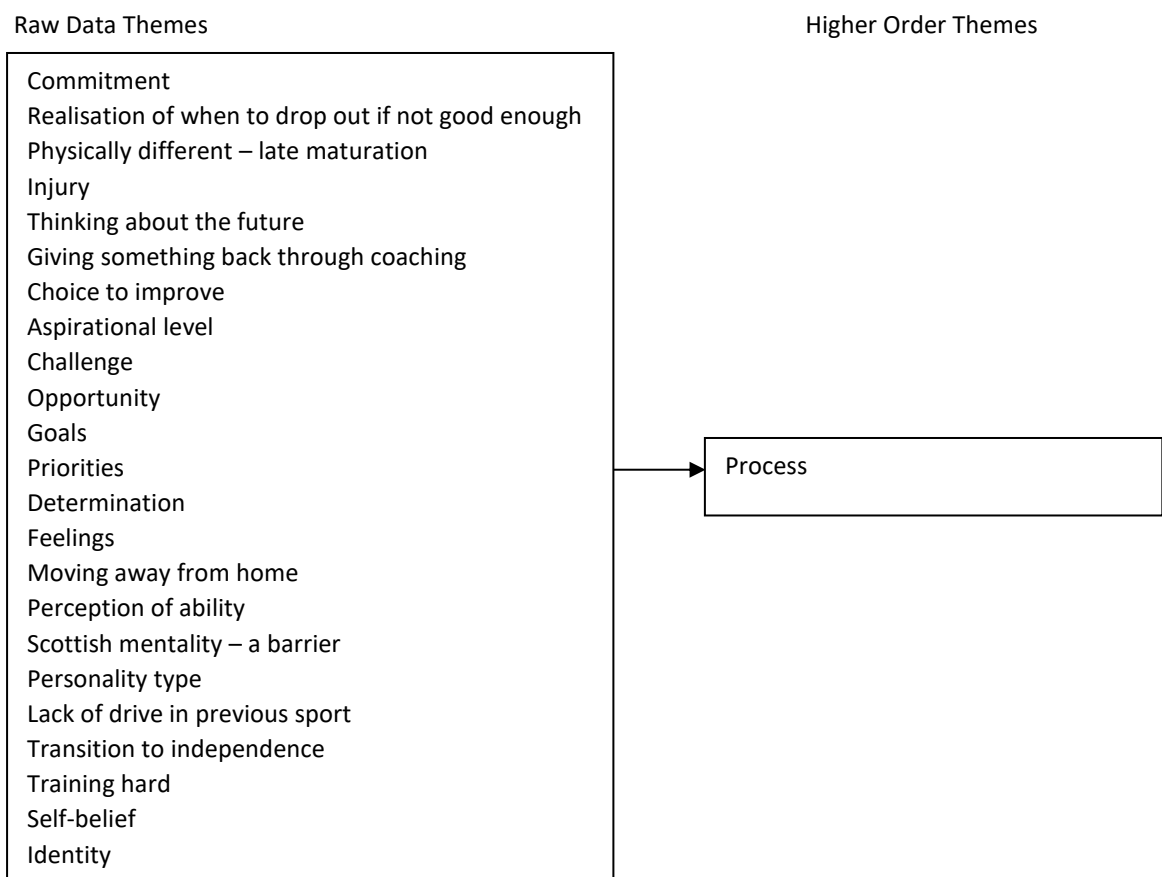 Raw Data Themes
Higher Order Themes
Commitment
Realisation of when to drop out if not good enough
Physically different – late maturation
Injury
Thinking about the future
Giving something back through coaching
Choice to improve
Aspirational level
Challenge
Opportunity
Goals
Priorities
Determination
Feelings
Moving away from home
Perception of ability
Scottish mentality – a barrier
Personality type
Lack of drive in previous sport
Transition to independence
Training hard
Self-belief
Identity
Process